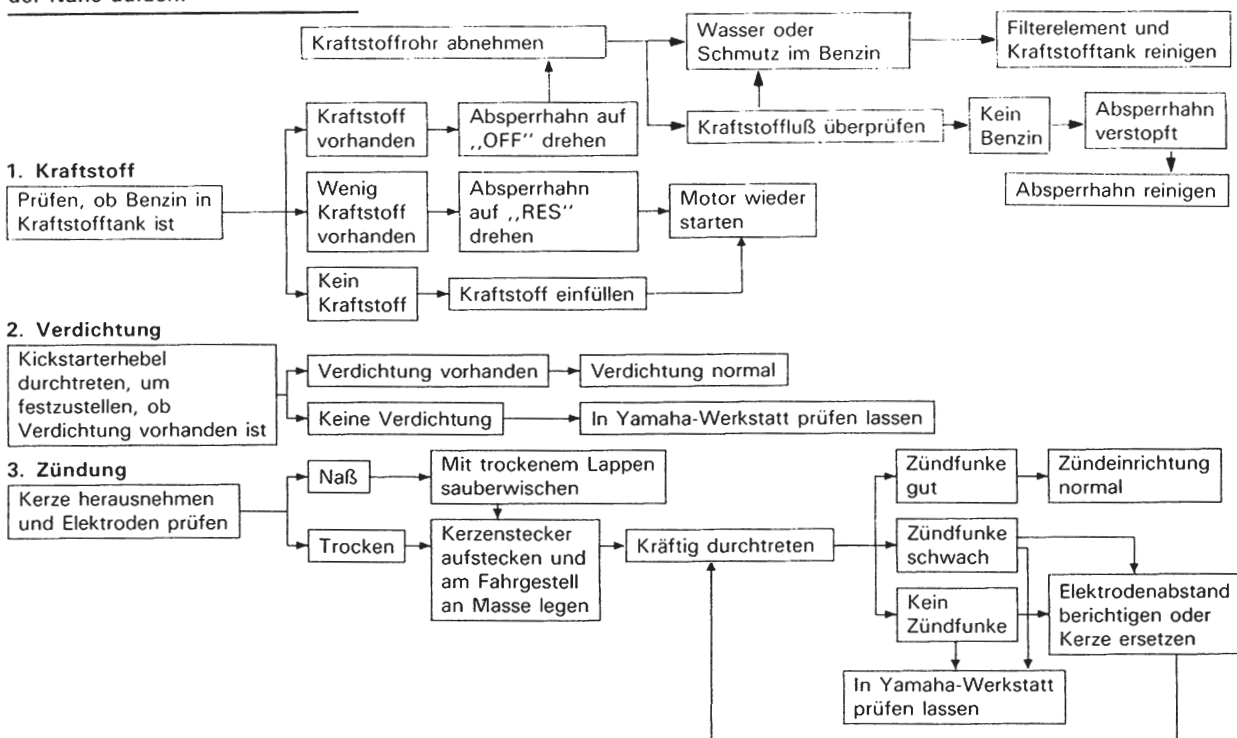 Kraftstoffrohr abnehmen
Wasser oder
Schmutz im Benzin
Filterelement und
Kraftstofftank reinigen
Kraftstoff
vorhanden
Absperrhahn auf
,,OFF'' drehen
Kraftstoffluß überprüfen
Kein
Benzin
Absperrhahn
verstopft
Absperrhahn reinigen
1. Kraftstoff
Prüfen, ob Benzin in
Kraftstofftank ist
Wenig
Kraftstoff
vorhanden
Absperrhahn
auf ,,RES''
drehen
Motor wieder
starten
Kein
Kraftstoff
Kraftstoff einfüllen
2. Verdichtung
Kickstarterhebel
durchtreten, um
festzustellen, ob
Verdichtung vorhanden ist
Verdichtung vorhanden
Verdichtung normal
Keine Verdichtung
In Yamaha-Werkstatt prüfen lassen
3. Zündung
Kerze herausnehmen
und Elektroden prüfen
Naß
Mit trockenem Lappen
sauberwischen
Trocken
Kerzenstecker
aufstecken und
am Fahrgestell
an Masse legen
Kräftig durchtreten
Zündfunke
gut
Zündeinrichtung
normal
Zündfunke
schwach
Kein
Zündfunke
Elektrodenabstand
berichtigen oder
Kerze ersetzen
In Yamaha-Werkstatt
prüfen lassen